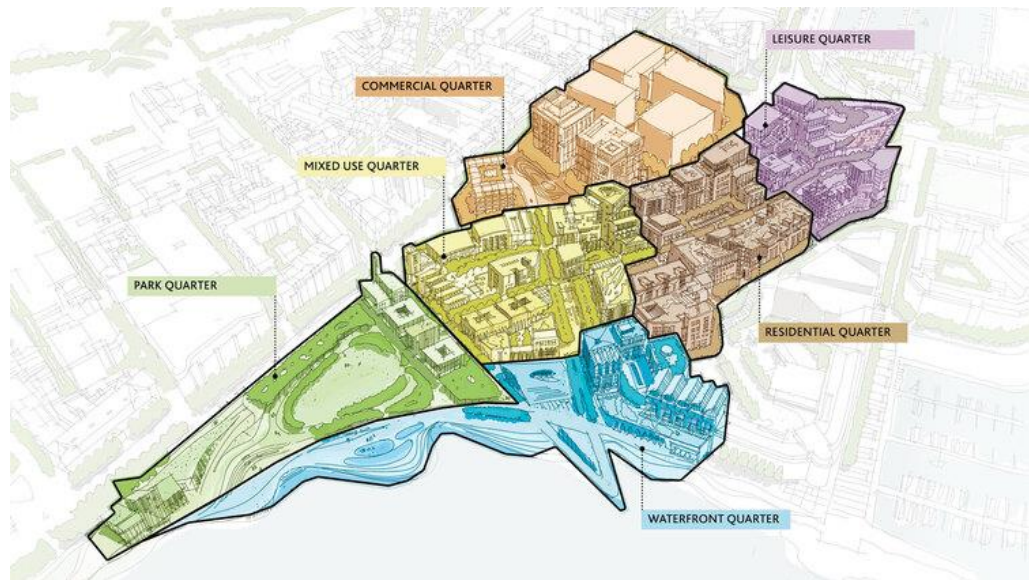 LEISURE QUARTER
COMMERCIAL QUARTER
MIXED USE QUARTER
PARK QUARTER
RESIDENTIAL QUARTER
WATERFRONT QUARTER